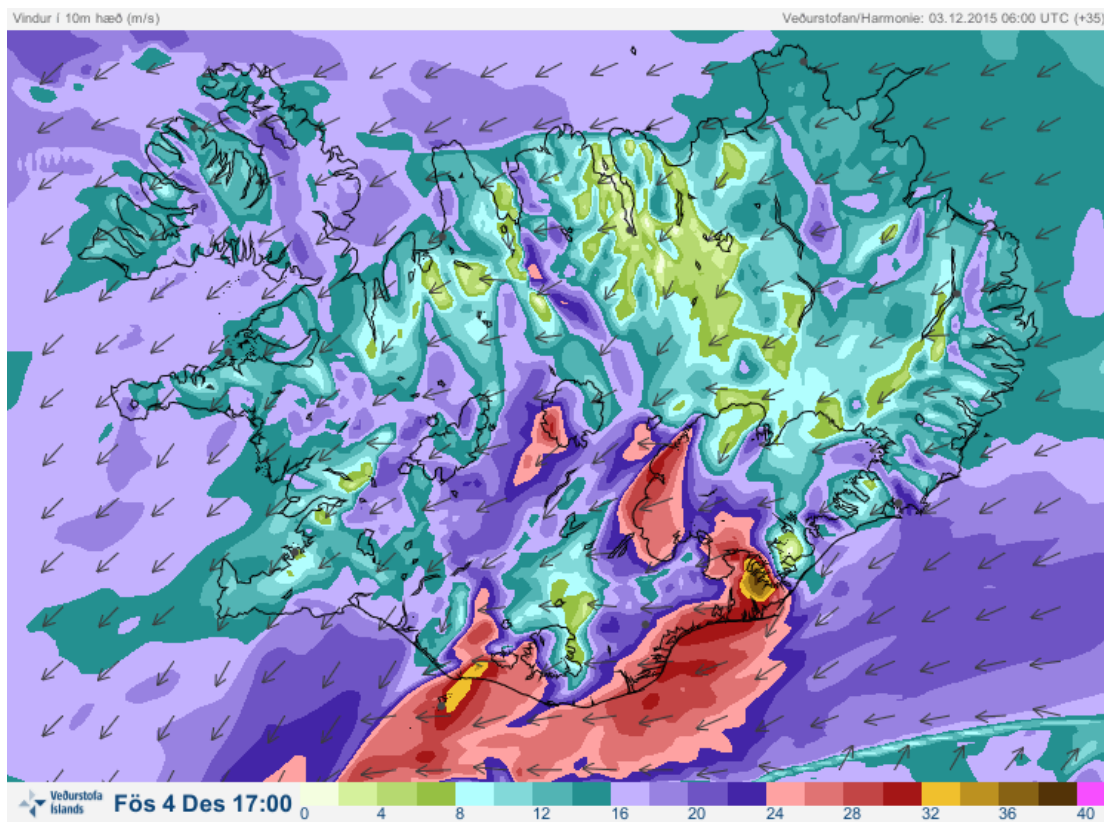 Vindur í 10m hæð (m/s)
Veðurstofan/Harmonie: 03.12.2015 06:00 UTC (+35)
Veðurstofa
Íslands
Fös 4 Des 17:00
0 4 8 12 16 20 24 28 32 36 40